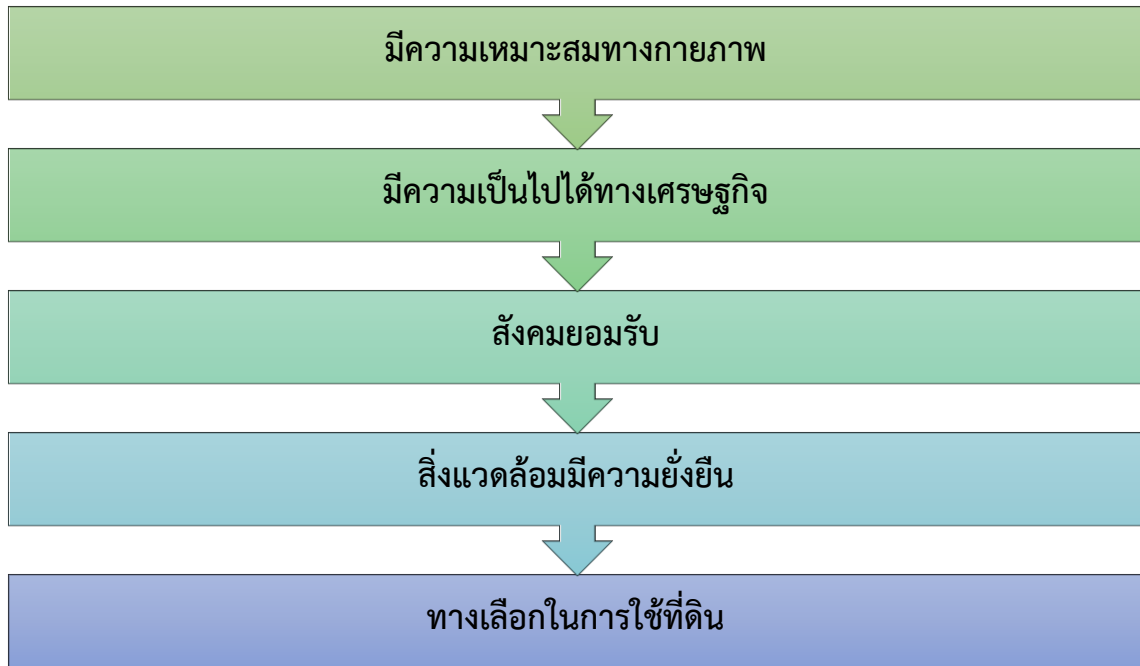 มีความเหมาะสมทางกายภาพ
มีความเป็นไปได้ทางเศรษฐกิจ
สังคมยอมรับ
สิ่งแวดล้อมมีความยั่งยืน
ทางเลือกในการใช้ที่ดิน